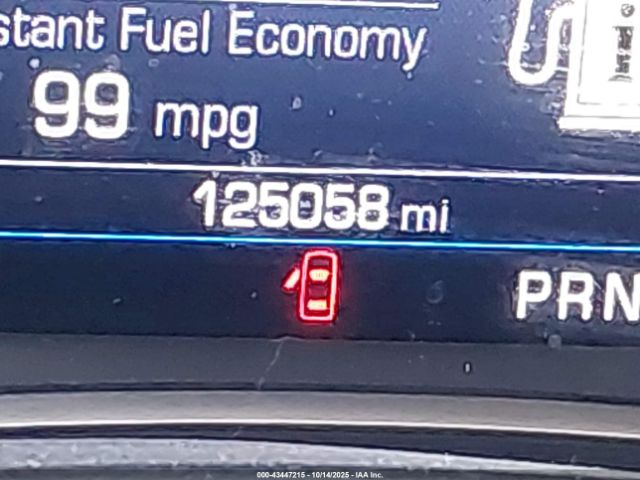 stant Fuel Economy
99 mpg
125058 mi
PRN
000-43447215 - 10/14/2025 - IAA Inc.